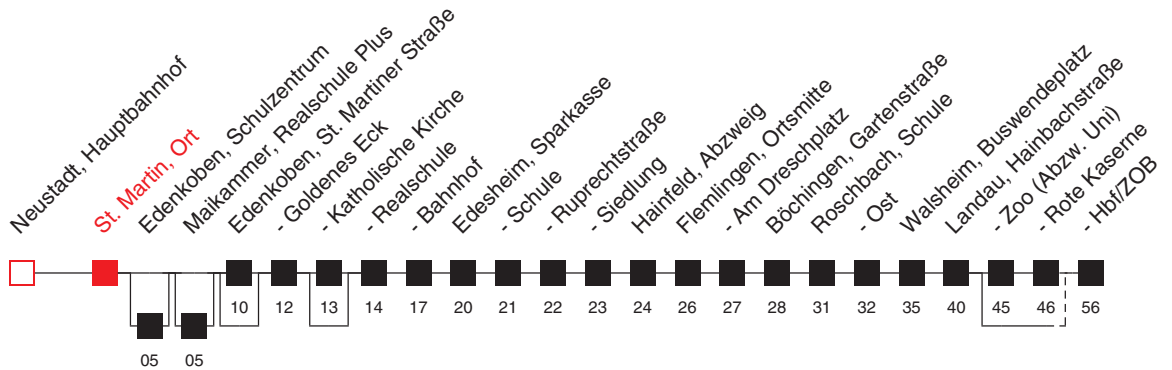 Neustadt, Hauptbahnhof
St. Martin, Ort
Edenkoben, Schulzentrum
Maikammer, Realschule Plus
Edenkoben, St. Martiner Straße
- Goldenes Eck
- Katholische Kirche
- Realschule
- Bahnhof
Edesheim, Sparkasse
- Schule
- Ruprechtstraße
- Siedlung
Hainfeld, Abzweig
Flemlingen, Ortsmitte
- Am Dreschplatz
Böchingen, Gartenstraße
Roschbach, Schule
- Ost
Walsheim, Buswendeplatz
Landau, Hainbachstraße
- Zoo (Abzw. Uni)
- Rote Kaserne
- Hbf/ZOB
10 12 13 14 17 20 21 22 23 24 26 27 28 31 32 35 40 45 46 56
05 05